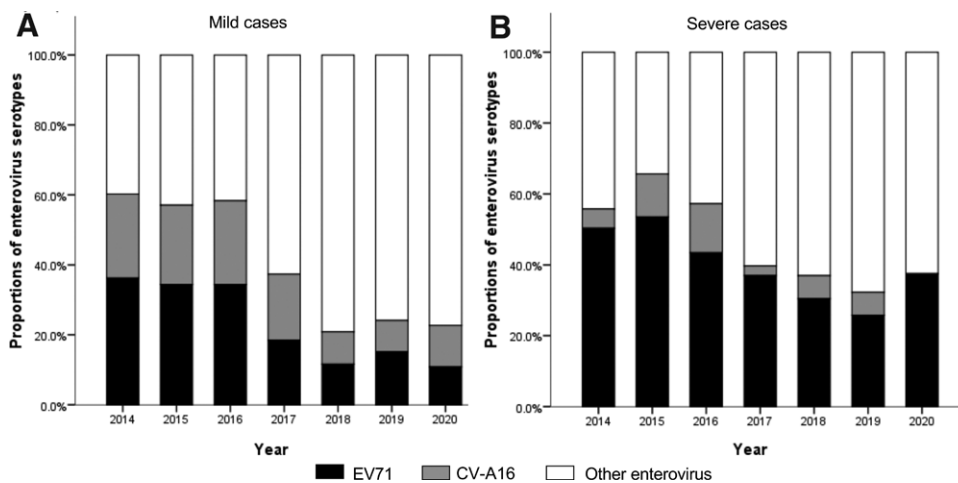 A
Mild cases
Proportions of enterovirus serotypes
100.0%
80.0%
60.0%
40.0%
20.0%
0.0%
2014 2015 2016 2017 2018 2019 2020
Year
B
Severe cases
Proportions of enterovirus serotypes
100.0%
80.0%
60.0%
40.0%
20.0%
0.0%
2014 2015 2016 2017 2018 2019 2020
Year
EV71 CV-A16 Other enterovirus